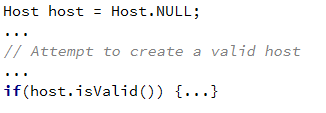 Host host = Host.NULL;
...
// Attempt to create a valid host
...
if(host.isValid()) {...}